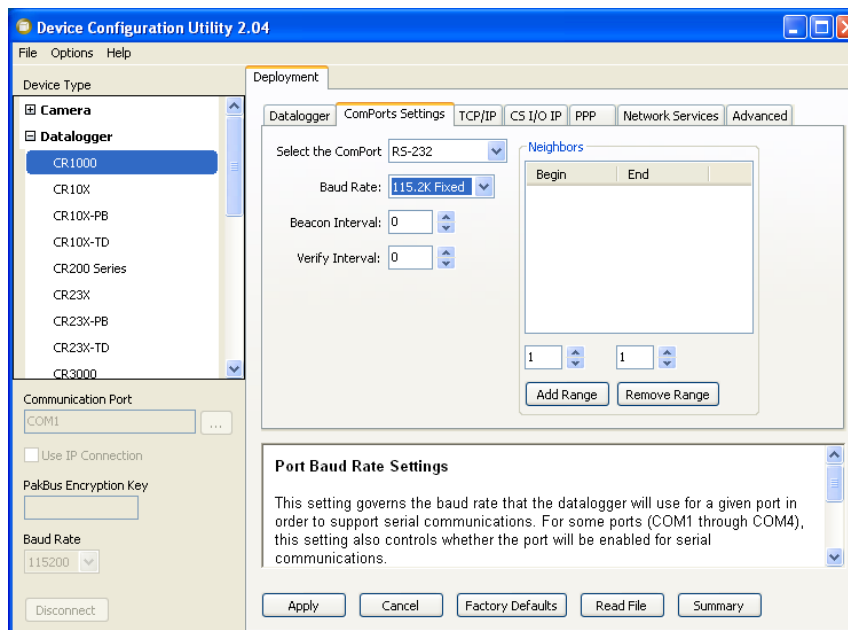 Device Configuration Utility 2.04
File Options Help
Device Type
Camera
Datalogger
CR1000
CR10X
CR10X-PB
CR10X-TD
CR200 Series
CR23X
CR23X-PB
CR23X-TD
CR3000
Communication Port
COM1
...
Use IP Connection
PakBus Encryption Key
Baud Rate
115200
Disconnect
Deployment
Datalogger ComPorts Settings TCP/IP CS I/O IP PPP Network Services Advanced
Select the ComPort RS-232
Baud Rate: 115.2K Fixed
Beacon Interval: 0
Verify Interval: 0
Neighbors
Begin End
1 1
Add Range Remove Range
Port Baud Rate Settings
This setting governs the baud rate that the datalogger will use for a given port in
order to support serial communications. For some ports (COM1 through COM4),
this setting also controls whether the port will be enabled for serial
communications.
Apply Cancel Factory Defaults Read File Summary